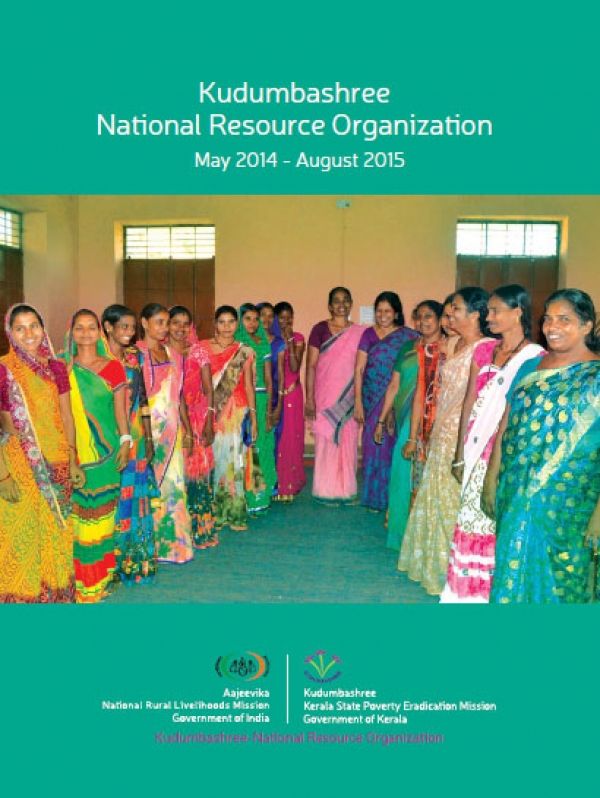 Kudumbashree
National Resource Organization
May 2014 - August 2015
Aajeevika
National Rural Livelihoods Mission
Government of India
Kudumbashree
Kerala State Poverty Eradication Mission
Government of Kerala
Kudumbashree-National Resource Organization